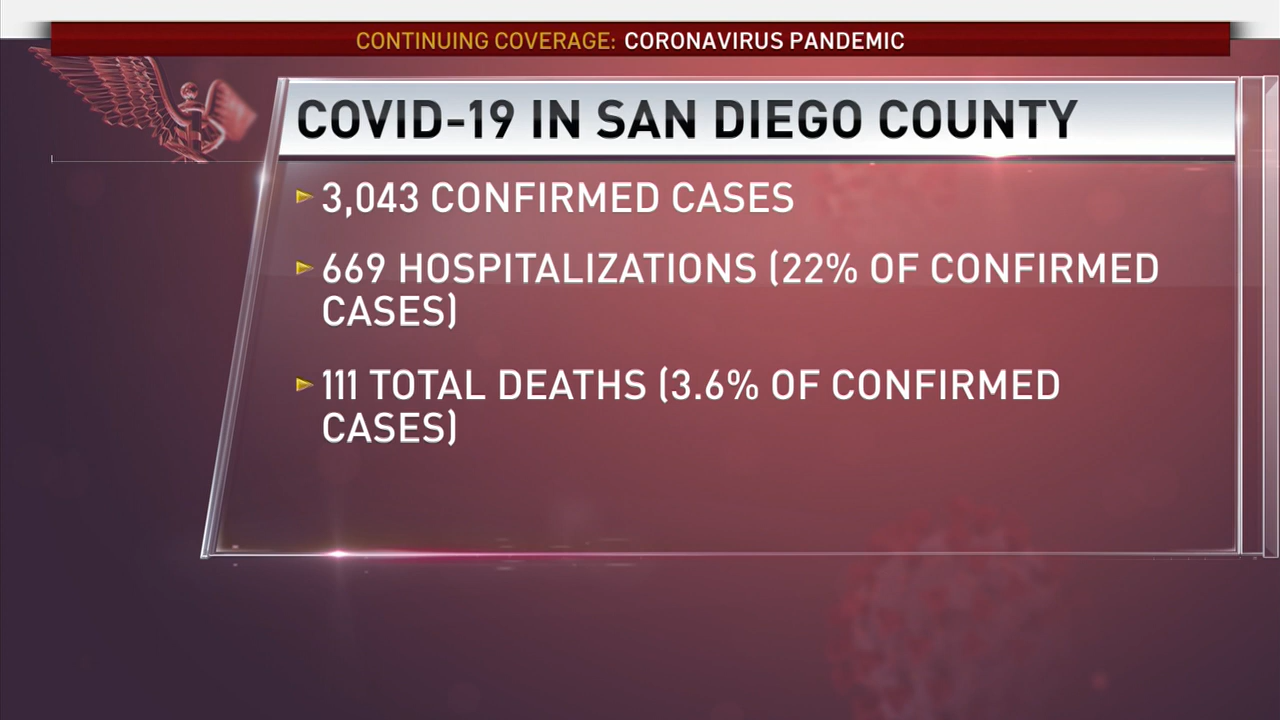 CONTINUING COVERAGE: CORONAVIRUS PANDEMIC
COVID-19 IN SAN DIEGO COUNTY
3,043 CONFIRMED CASES
669 HOSPITALIZATIONS (22% OF CONFIRMED
CASES)
111 TOTAL DEATHS (3.6% OF CONFIRMED
CASES)